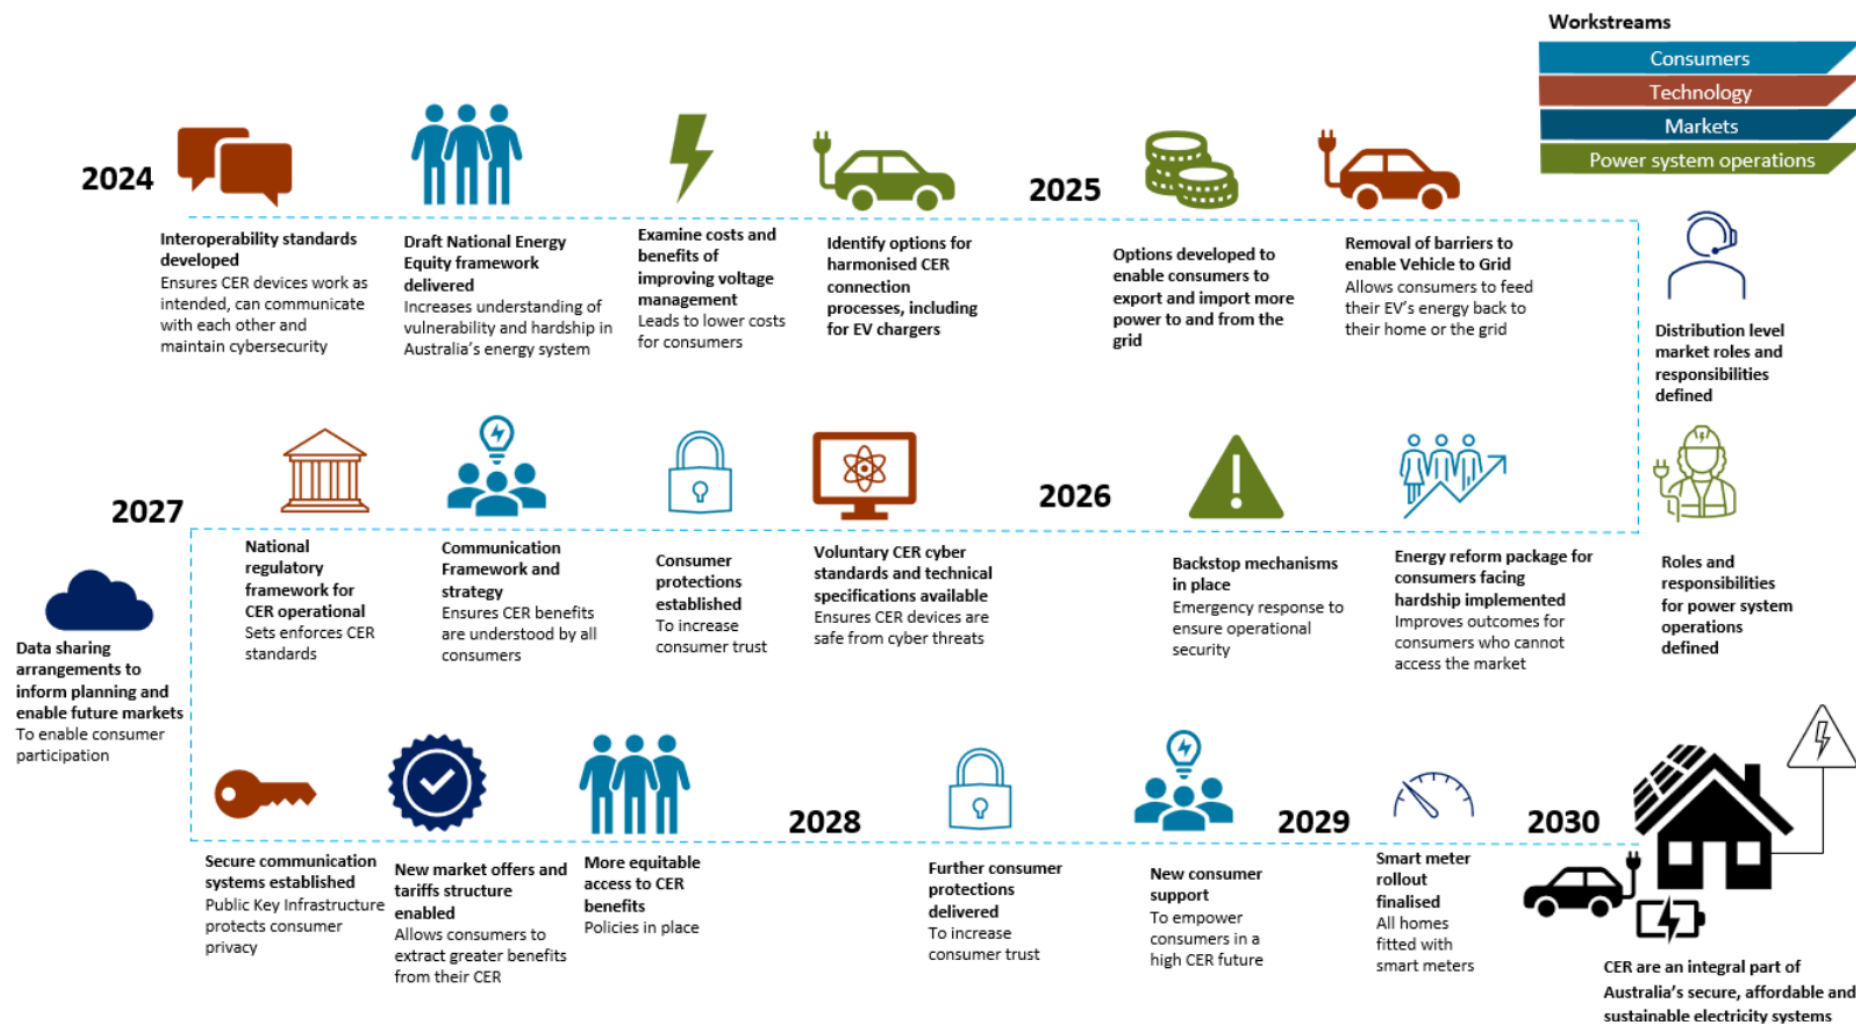 Workstreams
Consumers
Technology
Markets
Power system operations
2024
Interoperability standards
developed
Ensures CER devices work as
intended, can communicate
with each other and
maintain cybersecurity
Draft National Energy
Equity framework
delivered
Increases understanding of
vulnerability and hardship in
Australia's energy system
Examine costs and
benefits of
improving voltage
management
Leads to lower costs
for consumers
Identify options for
harmonised CER
connection
processes, including
for EV chargers
2025
Options developed to
enable consumers to
export and import more
power to and from the
grid
Removal of barriers to
enable Vehicle to Grid
Allows consumers to feed
their EV's energy back to
their home or the grid
Distribution level
market roles and
responsibilities
defined
Roles and
responsibilities
for power system
operations
defined
Energy reform package for
consumers facing
hardship implemented
Improves outcomes for
consumers who cannot
access the market
Backstop mechanisms
in place
Emergency response to
ensure operational
security
2026
Voluntary CER cyber
standards and technical
specifications available
Ensures CER devices are
safe from cyber threats
Consumer
protections
established
To increase
consumer trust
Communication
Framework and
strategy
Ensures CER benefits
are understood by all
consumers
National
regulatory
framework for
CER operational
Sets enforces CER
standards
2027
Data sharing
arrangements to
inform planning and
enable future markets
To enable consumer
participation
Secure communication
systems established
Public Key Infrastructure
protects consumer
privacy
New market offers and
tariffs structure
enabled
Allows consumers to
extract greater benefits
from their CER
More equitable
access to CER
benefits
Policies in place
2028
Further consumer
protections
delivered
To increase
consumer trust
New consumer
support
To empower
consumers in a
high CER future
2029
Smart meter
rollout
finalised
All homes
fitted with
smart meters
2030
CER are an integral part of
Australia's secure, affordable and
sustainable electricity systems